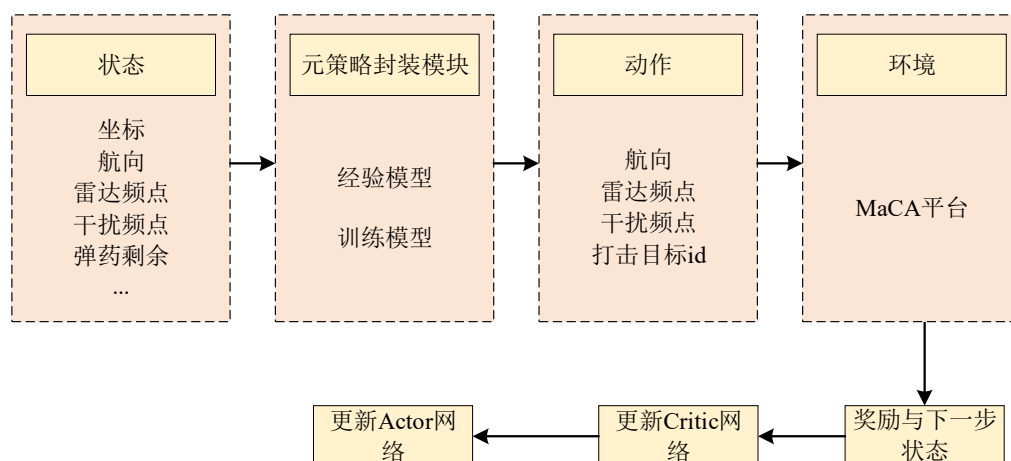 状态
坐标
航向
雷达频点
干扰频点
弹药剩余
...
元策略封装模块
经验模型
训练模型
动作
航向
雷达频点
干扰频点
打击目标id
环境
MaCA平台
更新Actor网
络
更新Critic网
络
奖励与下一步
状态